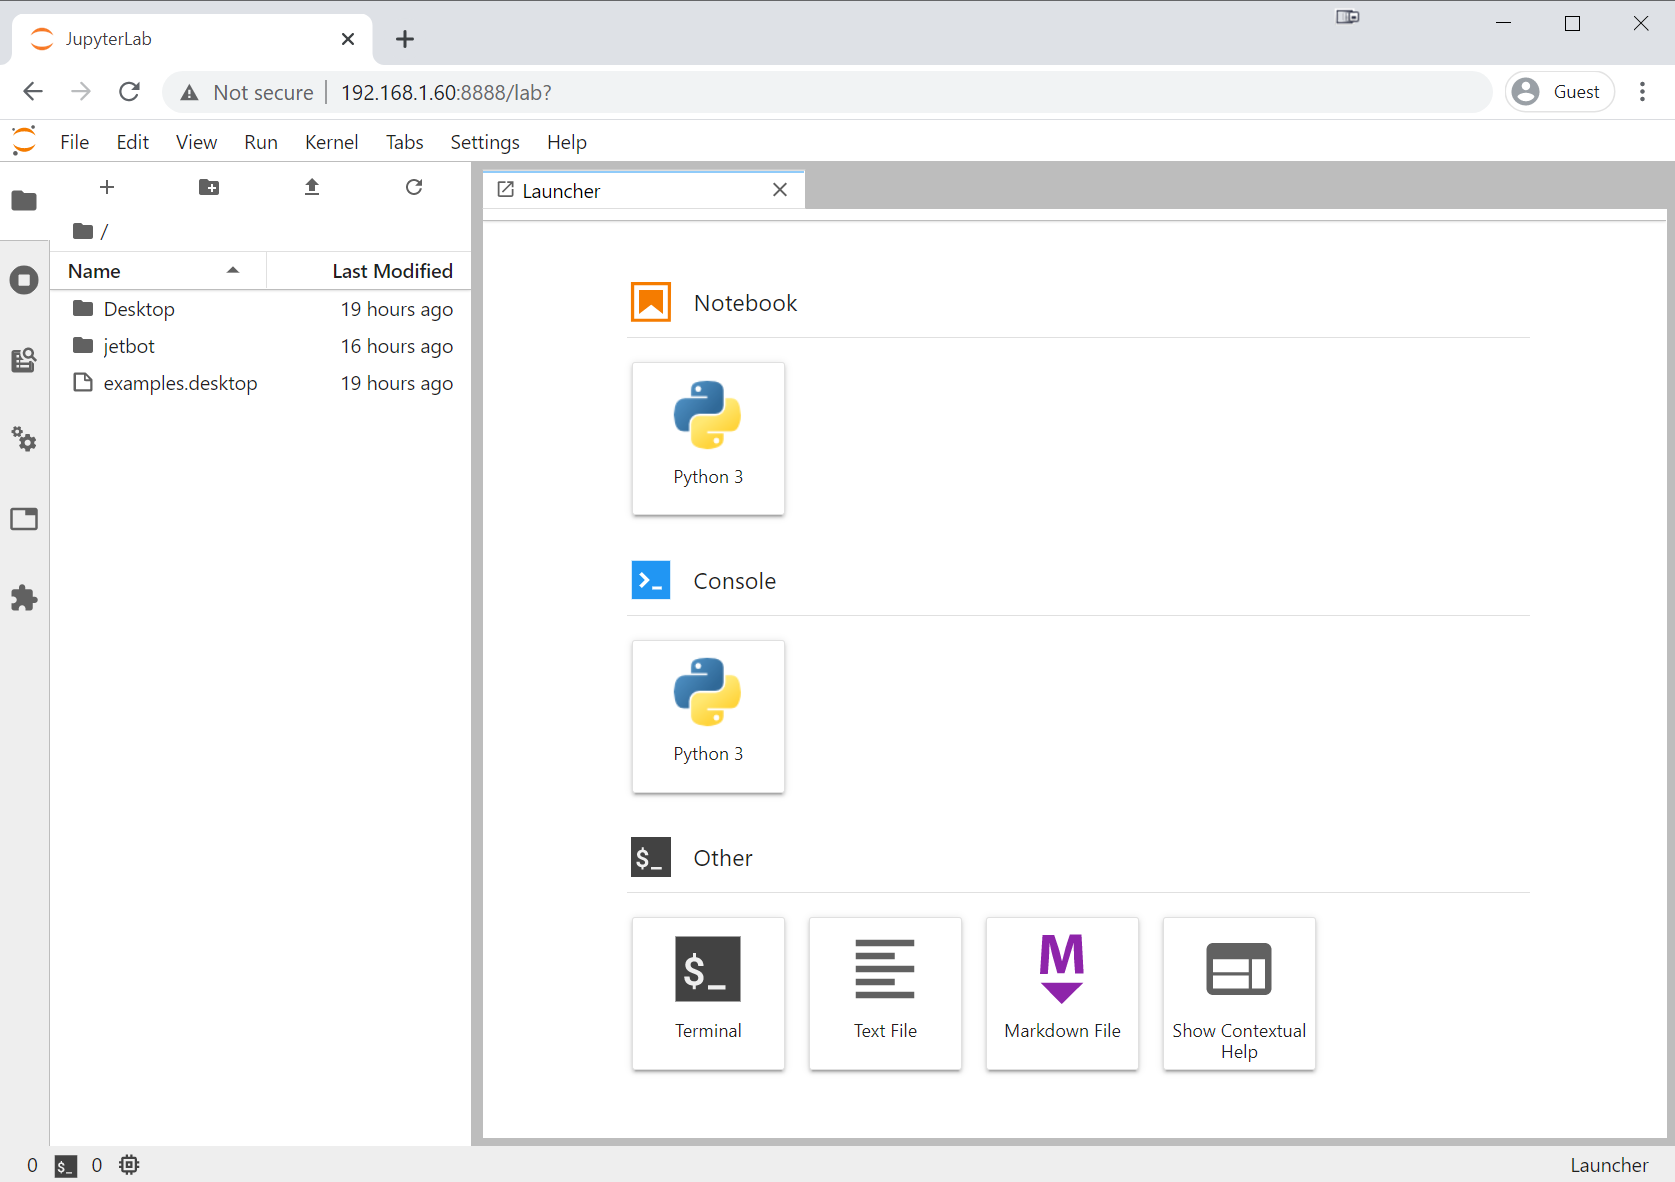 JupyterLab
Not secure 192.168.1.60:8888/lab? Guest
File Edit View Run Kernel Tabs Settings Help
Launcher
/
Name Last Modified
Desktop 19 hours ago
jetbot 16 hours ago
examples.desktop 19 hours ago
Notebook
Python 3
>_ Console
Python 3
$_ Other
$_
M
Terminal
Text File
Markdown File
Show Contextual
Help
0 $_ 0 Launcher